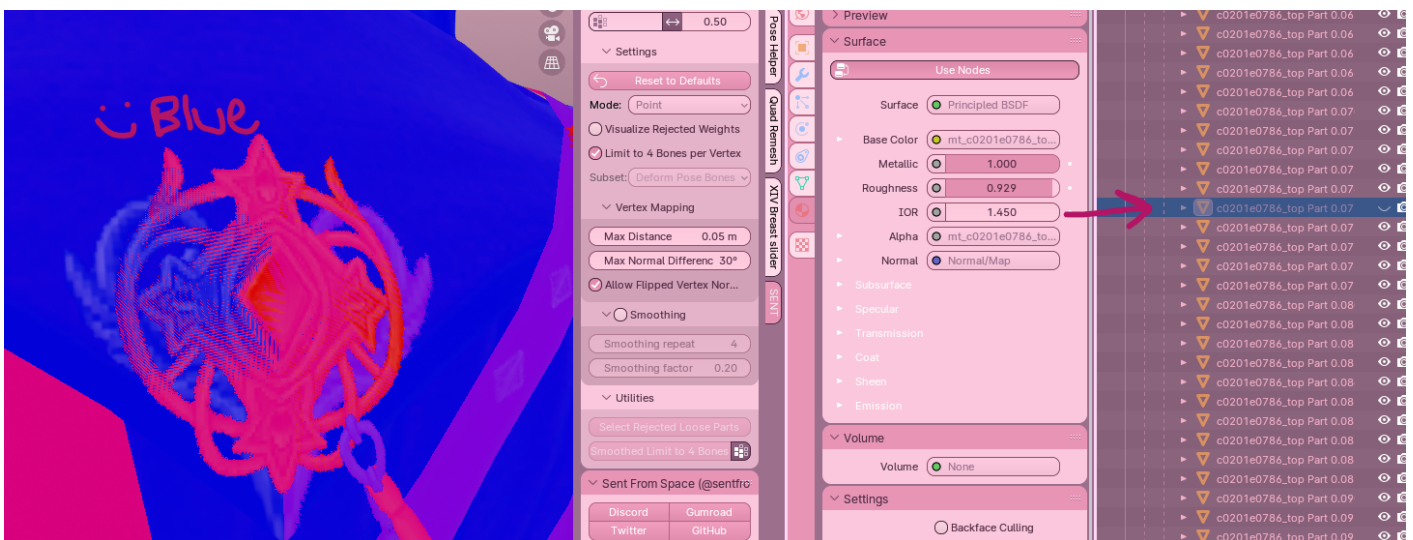 Blue
0.50
Settings
Reset to Defaults
Mode: Point
Visualize Rejected Weights
Limit to 4 Bones per Vertex
Subset: Deform Pose Bones
Vertex Mapping
Max Distance 0.05 m
Max Normal Differenc 30°
Allow Flipped Vertex Nor...
Smoothing
Smoothing repeat 4
Smoothing factor 0.20
Utilities
Select Rejected Loose Parts
Smoothed Limit to 4 Bones
Sent From Space (@sentfro
Discord Gumroad
Twitter GitHub
Pose Helper
Quad Remesh
XIV Breast slider
SENT
Preview
Surface
Use Nodes
Surface Principled BSDF
Base Color mt_c0201e0786_to...
Metallic 1.000
Roughness 0.929
IOR 1.450
Alpha mt_c0201e0786_to...
Normal Normal/Map
Subsurface
Specular
Transmission
Coat
Sheen
Emission
Volume
Volume None
Settings
Backface Culling
c0201e0786_top Part 0.06
c0201e0786_top Part 0.06
c0201e0786_top Part 0.06
c0201e0786_top Part 0.06
c0201e0786_top Part 0.06
c0201e0786_top Part 0.07
c0201e0786_top Part 0.07
c0201e0786_top Part 0.07
c0201e0786_top Part 0.07
c0201e0786_top Part 0.07
c0201e0786_top Part 0.07
c0201e0786_top Part 0.07
c0201e0786_top Part 0.07
c0201e0786_top Part 0.07
c0201e0786_top Part 0.07
c0201e0786_top Part 0.08
c0201e0786_top Part 0.08
c0201e0786_top Part 0.08
c0201e0786_top Part 0.08
c0201e0786_top Part 0.08
c0201e0786_top Part 0.08
c0201e0786_top Part 0.08
c0201e0786_top Part 0.08
c0201e0786_top Part 0.08
c0201e0786_top Part 0.08
c0201e0786_top Part 0.09
c0201e0786_top Part 0.09
c0201e0786_top Part 0.09